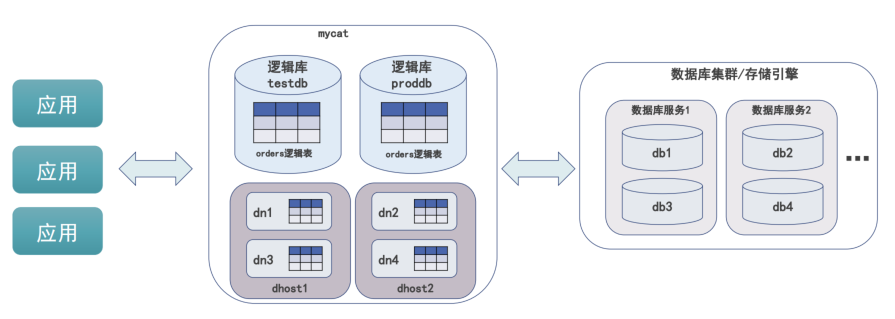 mycat
应用
应用
应用
逻辑库
testdb
orders逻辑表
逻辑库
proddb
orders逻辑表
dn1
dn3
dhost1
dn2
dn4
dhost2
数据库集群/存储引擎
数据库服务1
db1
db3
数据库服务2
db2
db4
...